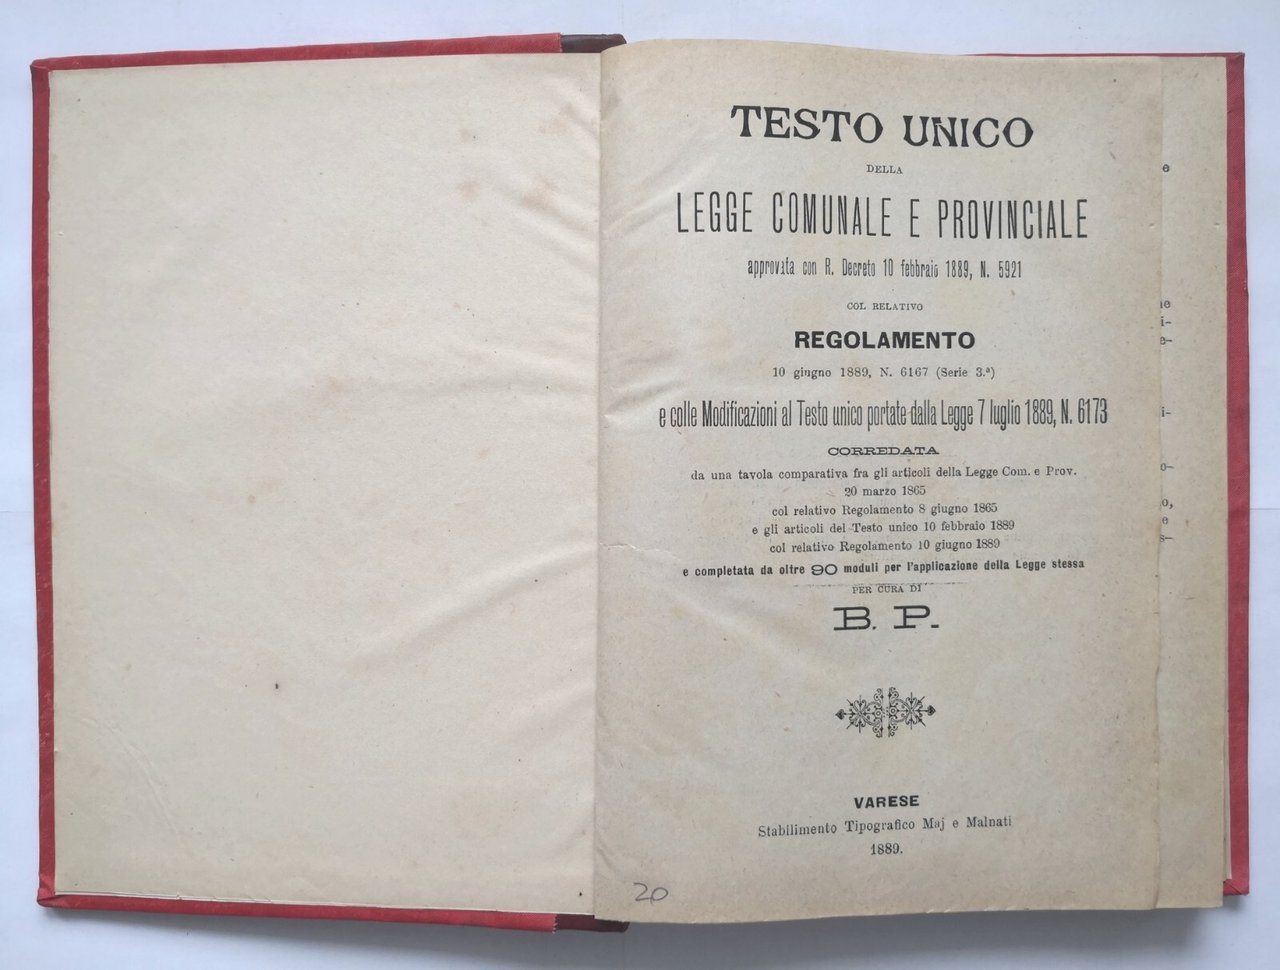 TESTO UNICO
DELLA
LEGGE COMUNALE E PROVINCIALE
approvata con R. Decreto 10 febbraio 1889, N. 5921
COL RELATIVO
REGOLAMENTO
10 giugno 1889, N. 6167 (Serie 3.ª)
e colle Modificazioni al Testo unico portate dalla Legge 7 luglio 1889, N. 6173
CORREDATA
da una tavola comparativa fra gli articoli della Legge Com. e Prov.
20 marzo 1865
col relativo Regolamento 8 giugno 1865
e gli articoli del Testo unico 10 febbraio 1889
col relativo Regolamento 10 giugno 1889
e completata da oltre 90 moduli per l'applicazione della Legge stessa
PER CURA DI
B. P.
VARESE
Stabilimento Tipografico Maj e Malnati
1889.
20